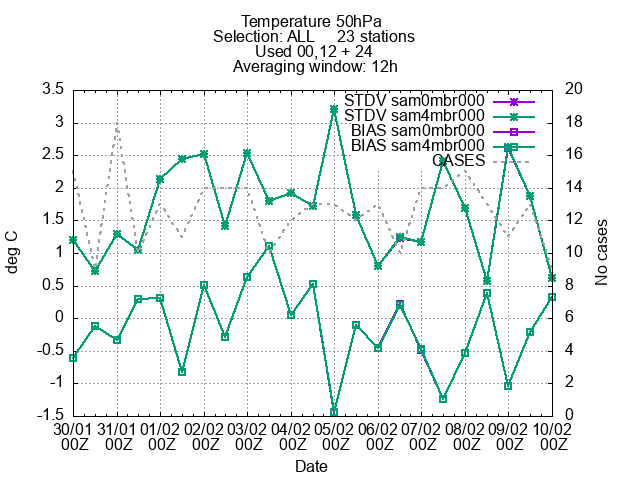 Temperature 50hPa
Selection: ALL 23 stations
Used 00,12 + 24
Averaging window: 12h
3.5
3
2.5
2
1.5
1
0.5
0
-0.5
-1
-1.5
deg C
STDV sam0mbr000
STDV sam4mbr000
BIAS sam0mbr000
BIAS sam4mbr000
CASES
20
18
16
14
12
10
8
6
4
2
0
No cases
30/01 31/01 01/02 02/02 03/02 04/02 05/02 06/02 07/02 08/02 09/02 10/02
00Z 00Z 00Z 00Z 00Z 00Z 00Z 00Z 00Z 00Z 00Z 00Z
Date